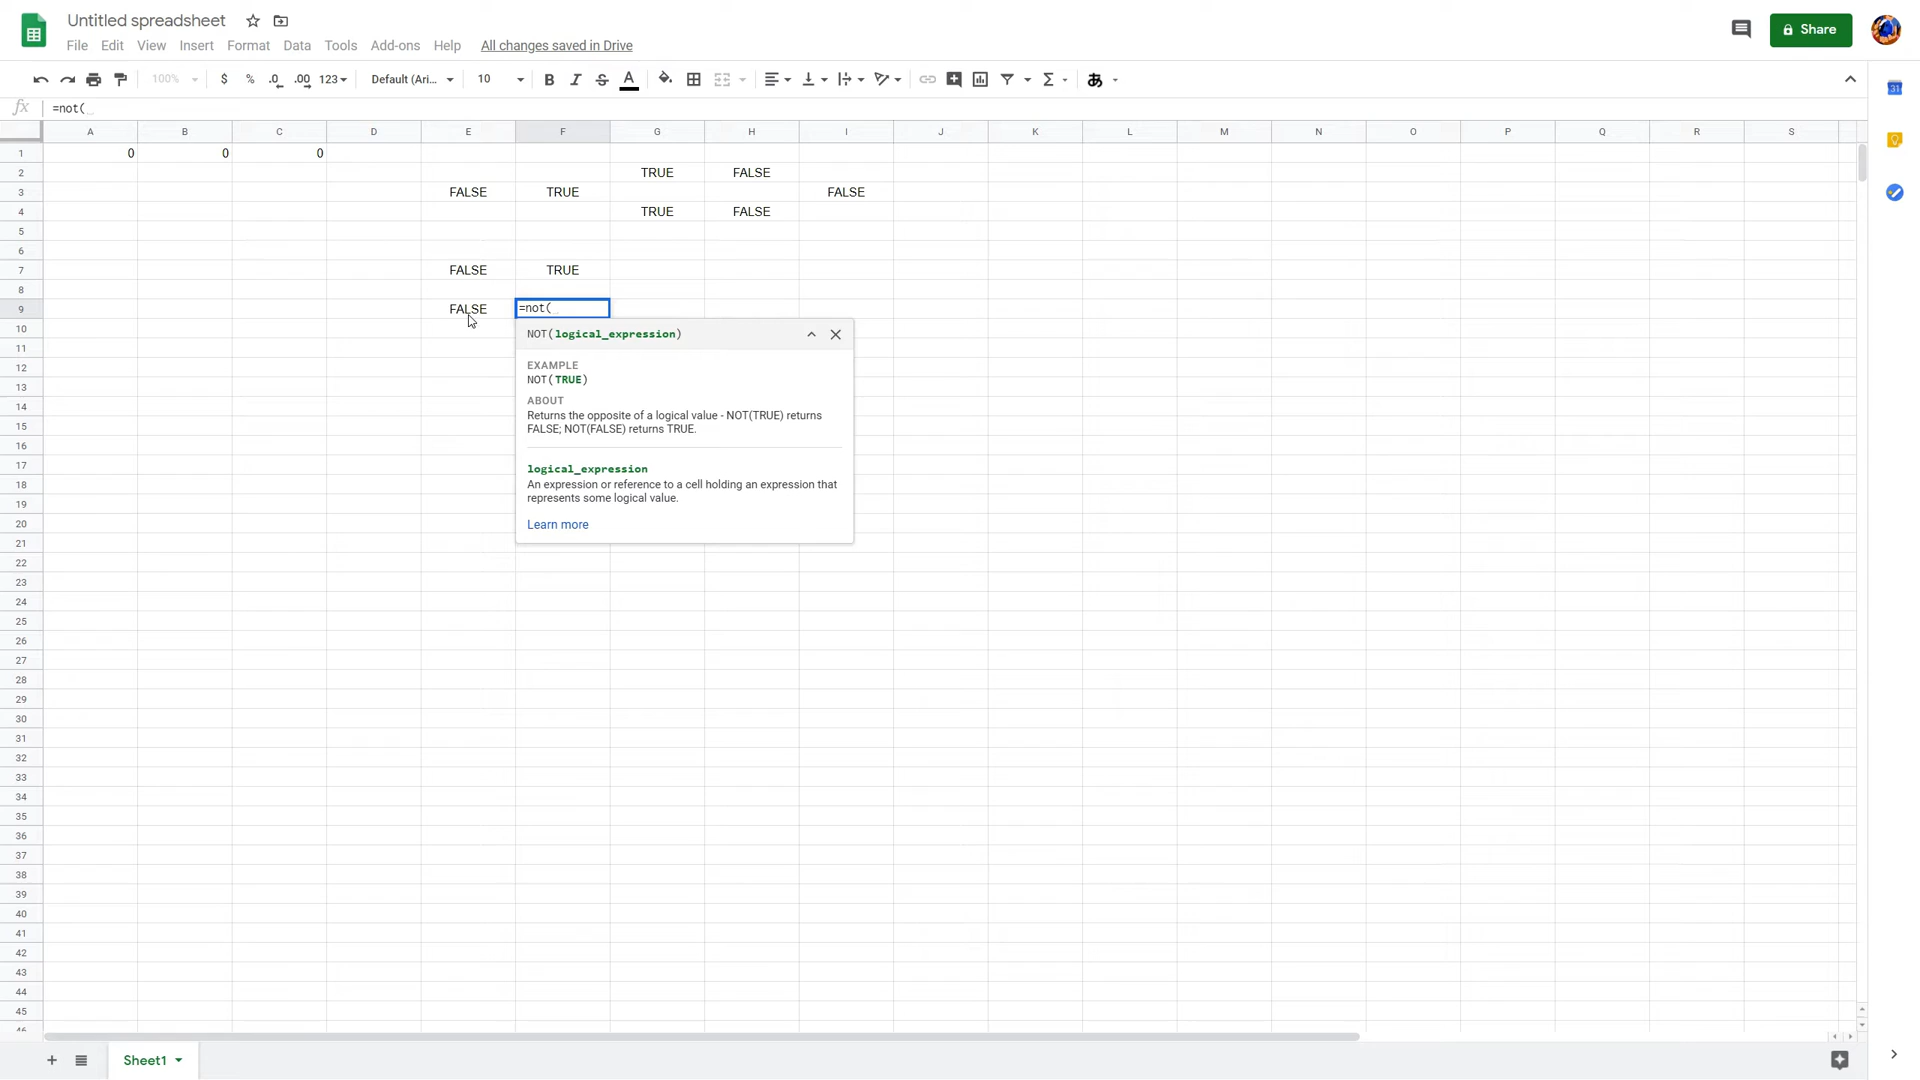 Untitled spreadsheet
File Edit View Insert Format Data Tools Add-ons Help All changes saved in Drive
Share
100% $ % .0 .00 123 Default (Ari... 10 B I S A Σ あ
31
fx =not(
A B C D E F G H I J K L M N O P Q R S
1 0 0 0
2 TRUE FALSE
3 FALSE TRUE FALSE
4 TRUE FALSE
5
6
7 FALSE TRUE
8
9 FALSE =not(
10
NOT(logical_expression)
11
EXAMPLE
12
NOT(TRUE)
13
ABOUT
14
Returns the opposite of a logical value - NOT(TRUE) returns
15
FALSE; NOT(FALSE) returns TRUE.
16
17
logical_expression
18
An expression or reference to a cell holding an expression that
19
represents some logical value.
20
Learn more
21
22
23
24
25
26
27
28
29
30
31
32
33
34
35
36
37
38
39
40
41
42
43
44
45
46
+ Sheet1